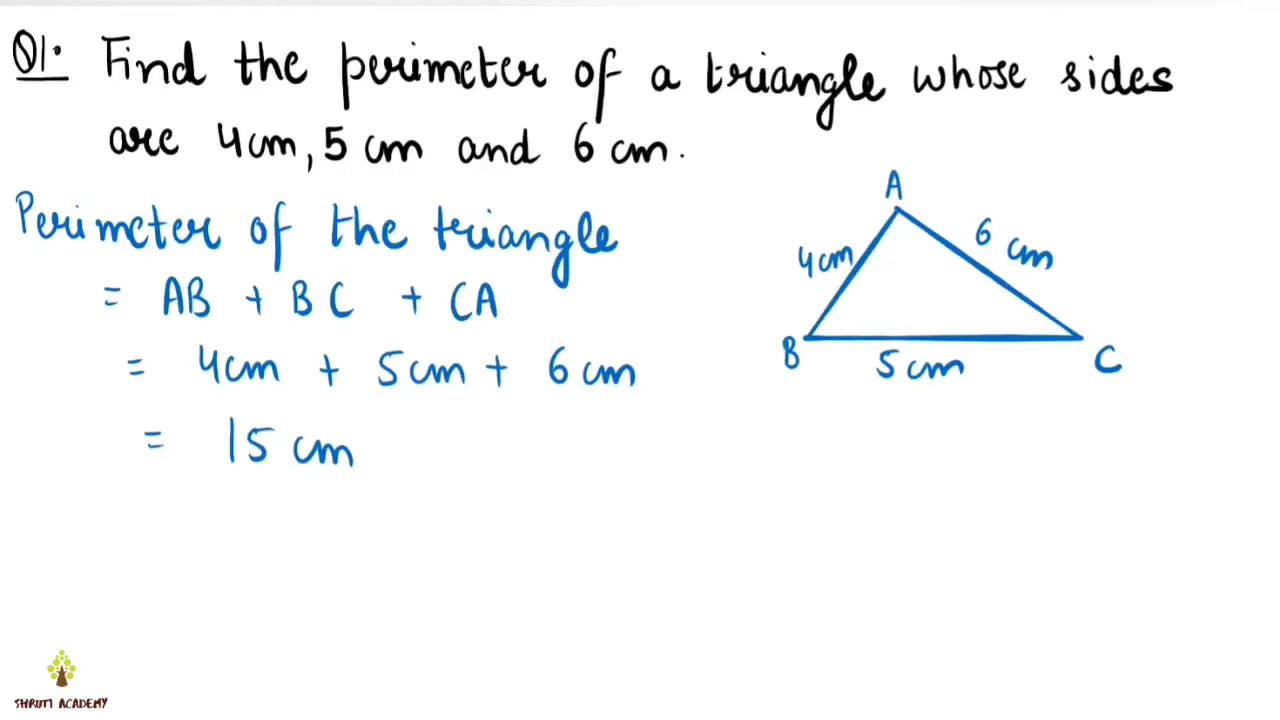 Q1. Find the perimeter of a triangle whose sides
are 4cm, 5 cm and 6 cm.
Perimeter of the triangle
= AB + BC + CA
= 4cm + 5cm + 6 cm
= 15 cm
A
4cm
6 cm
B
5 cm
C
SHRUTI ACADEMY